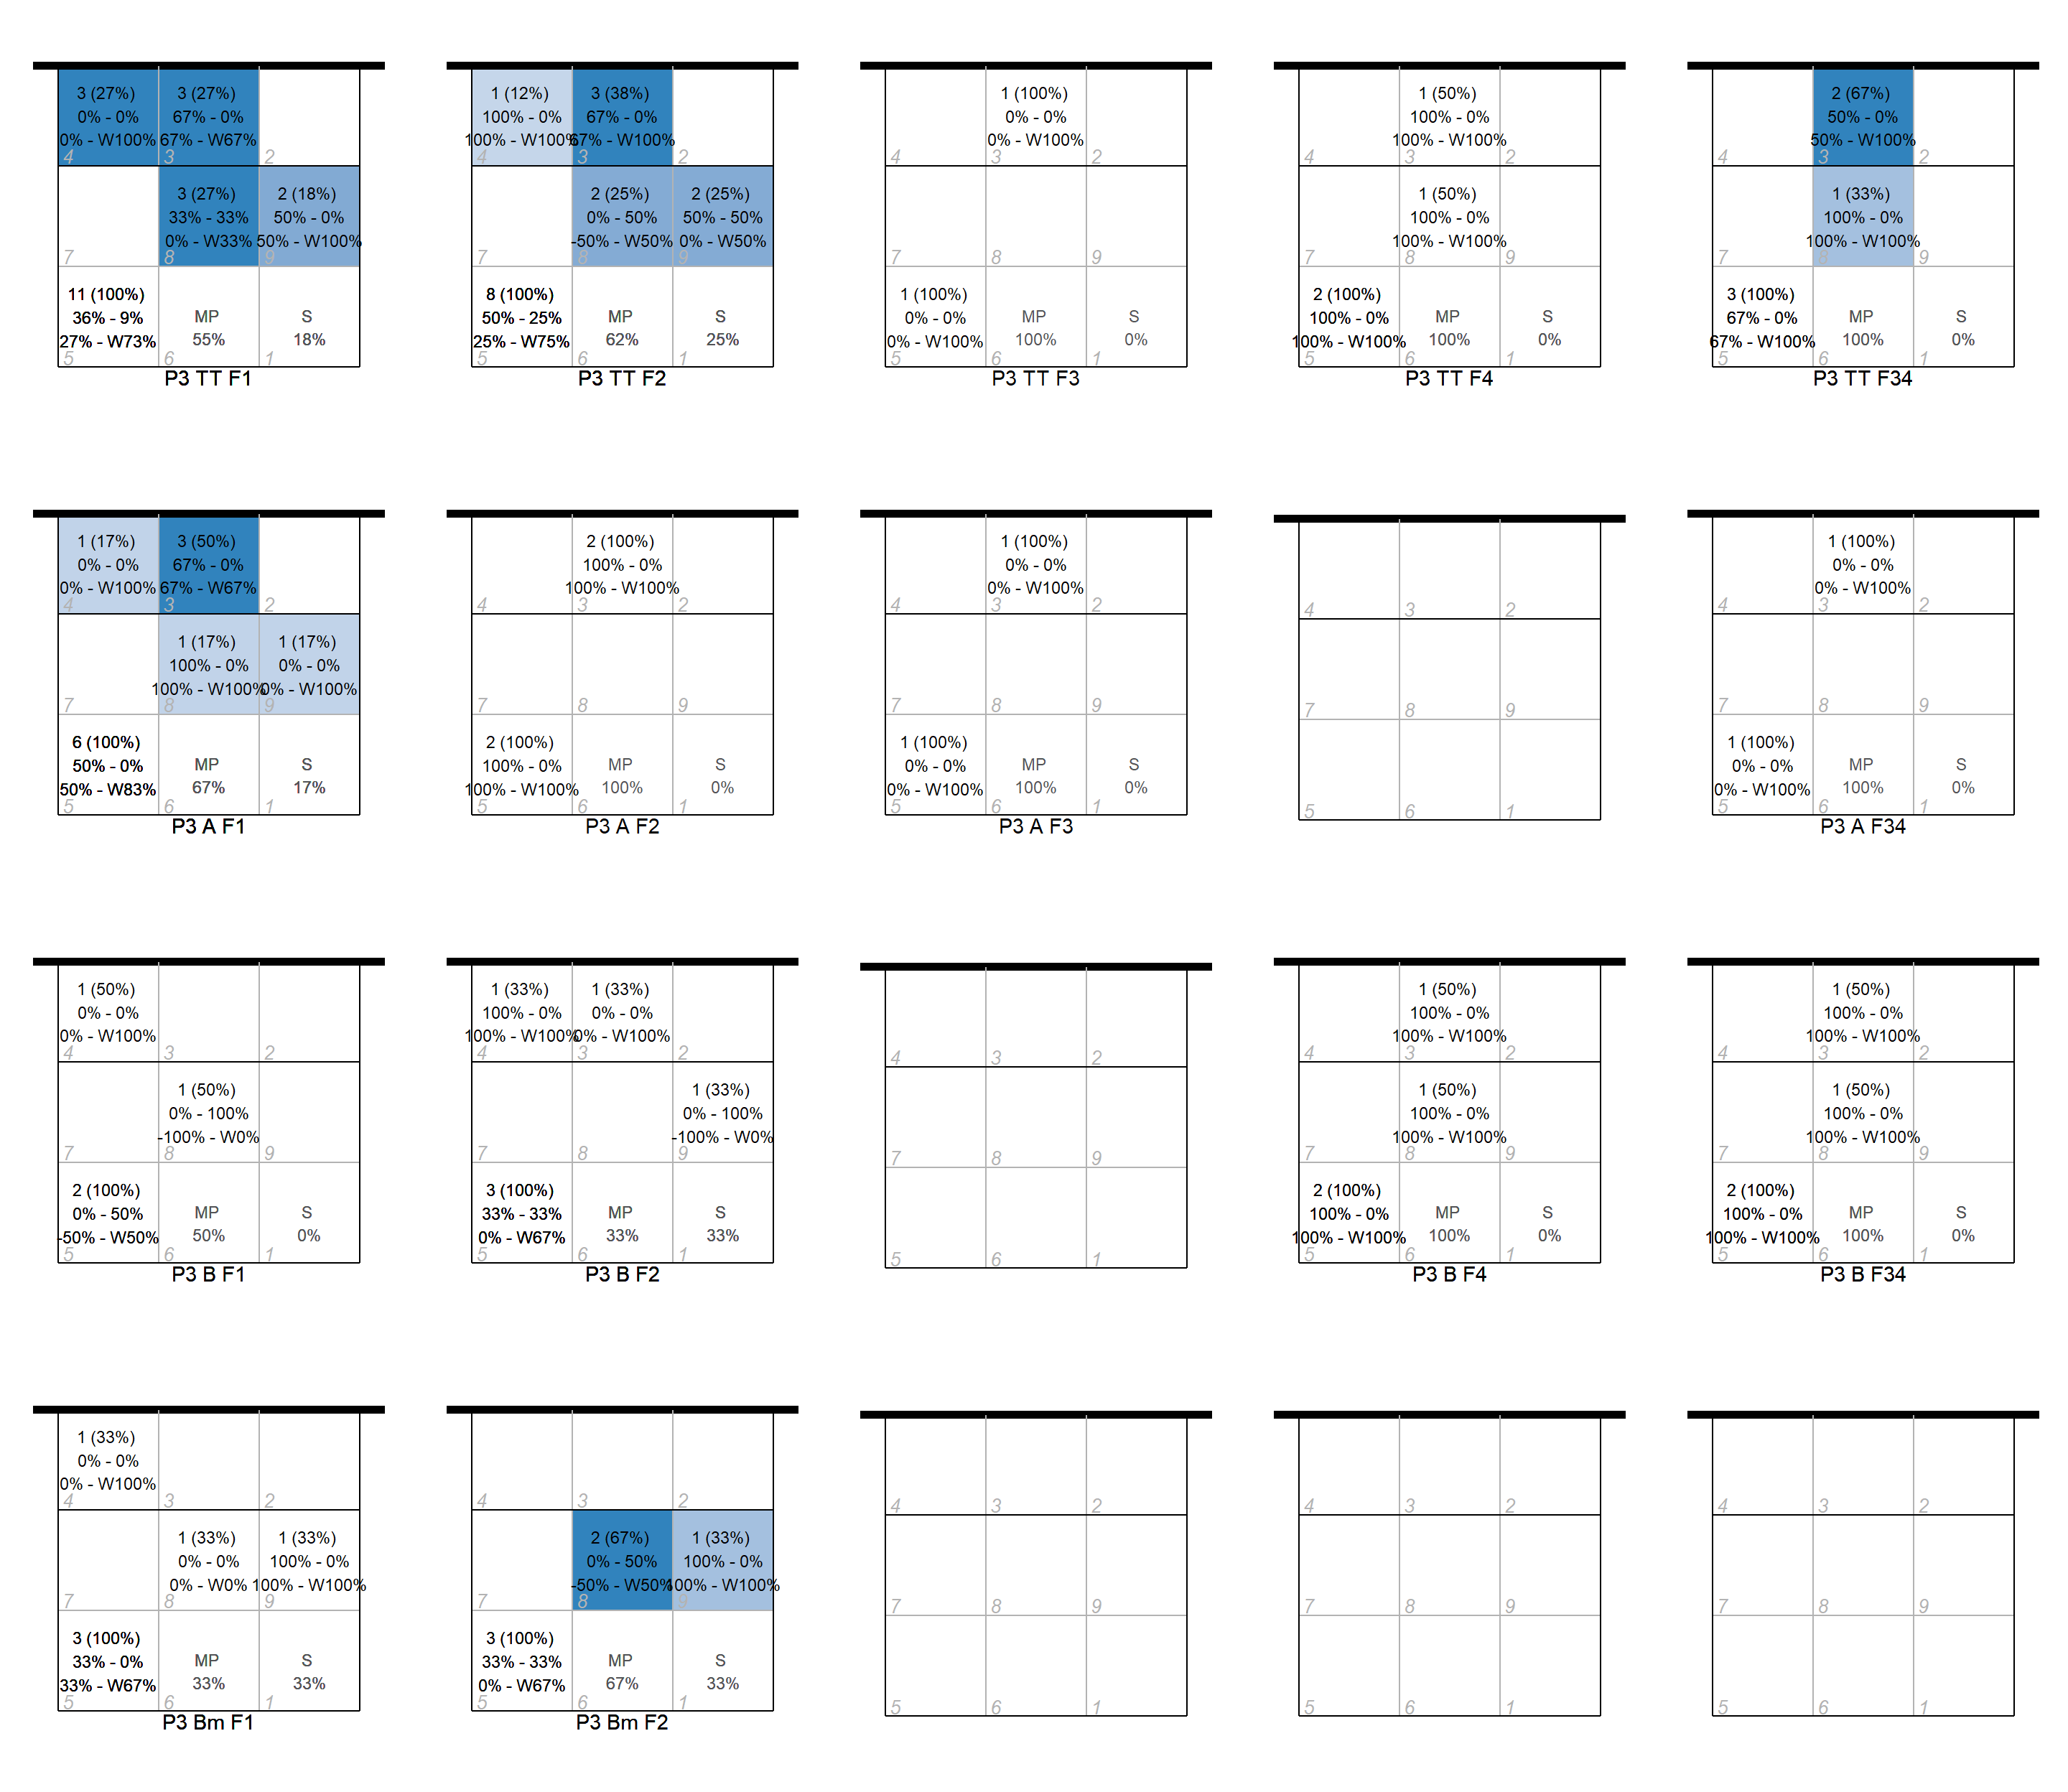 3 (27%)
0% - 0%
0% - W100%
4
3 (27%)
67% - 0%
67% - W67%
3
2
7
3 (27%)
33% - 33%
0% - W33%
8
2 (18%)
50% - 0%
50% - W100%
9
11 (100%)
36% - 9%
27% - W73%
5
MP
55%
6
S
18%
1
P3 TT F1
1 (12%)
100% - 0%
100% - W100%
4
3 (38%)
67% - 0%
67% - W100%
3
2
7
2 (25%)
0% - 50%
-50% - W50%
8
2 (25%)
50% - 50%
0% - W50%
9
8 (100%)
50% - 25%
25% - W75%
5
MP
62%
6
S
25%
1
P3 TT F2
4
1 (100%)
0% - 0%
0% - W100%
3
2
7
8
9
1 (100%)
0% - 0%
0% - W100%
5
MP
100%
6
S
0%
1
P3 TT F3
4
1 (50%)
100% - 0%
100% - W100%
3
2
7
1 (50%)
100% - 0%
100% - W100%
8
9
2 (100%)
100% - 0%
100% - W100%
5
MP
100%
6
S
0%
1
P3 TT F4
4
2 (67%)
50% - 0%
50% - W100%
3
2
7
1 (33%)
100% - 0%
100% - W100%
8
9
3 (100%)
67% - 0%
67% - W100%
5
MP
100%
6
S
0%
1
P3 TT F34
1 (17%)
0% - 0%
0% - W100%
4
3 (50%)
67% - 0%
67% - W67%
3
2
7
1 (17%)
100% - 0%
100% - W100%
8
1 (17%)
0% - 0%
0% - W100%
9
6 (100%)
50% - 0%
50% - W83%
5
MP
67%
6
S
17%
1
P3 A F1
4
2 (100%)
100% - 0%
100% - W100%
3
2
7
8
9
2 (100%)
100% - 0%
100% - W100%
5
MP
100%
6
S
0%
1
P3 A F2
4
1 (100%)
0% - 0%
0% - W100%
3
2
7
8
9
1 (100%)
0% - 0%
0% - W100%
5
MP
100%
6
S
0%
1
P3 A F3
4
3
2
7
8
9
5
6
1
4
1 (100%)
0% - 0%
0% - W100%
3
2
7
8
9
1 (100%)
0% - 0%
0% - W100%
5
MP
100%
6
S
0%
1
P3 A F34
1 (50%)
0% - 0%
0% - W100%
4
3
2
7
1 (50%)
0% - 100%
-100% - W0%
8
9
2 (100%)
0% - 50%
-50% - W50%
5
MP
50%
6
S
0%
1
P3 B F1
1 (33%)
100% - 0%
100% - W100%
4
1 (33%)
0% - 0%
0% - W100%
3
2
7
8
1 (33%)
0% - 100%
-100% - W0%
9
3 (100%)
33% - 33%
0% - W67%
5
MP
33%
6
S
33%
1
P3 B F2
4
3
2
7
8
9
5
6
1
4
1 (50%)
100% - 0%
100% - W100%
3
2
7
1 (50%)
100% - 0%
100% - W100%
8
9
2 (100%)
100% - 0%
100% - W100%
5
MP
100%
6
S
0%
1
P3 B F4
4
1 (50%)
100% - 0%
100% - W100%
3
2
7
1 (50%)
100% - 0%
100% - W100%
8
9
2 (100%)
100% - 0%
100% - W100%
5
MP
100%
6
S
0%
1
P3 B F34
1 (33%)
0% - 0%
0% - W100%
4
3
2
7
1 (33%)
0% - 0%
0% - W0%
8
1 (33%)
100% - 0%
100% - W100%
9
3 (100%)
33% - 0%
33% - W67%
5
MP
33%
6
S
33%
1
P3 Bm F1
4
3
2
7
2 (67%)
0% - 50%
-50% - W50%
8
1 (33%)
100% - 0%
100% - W100%
9
3 (100%)
33% - 33%
0% - W67%
5
MP
67%
6
S
33%
1
P3 Bm F2
4
3
2
7
8
9
5
6
1
4
3
2
7
8
9
5
6
1
4
3
2
7
8
9
5
6
1